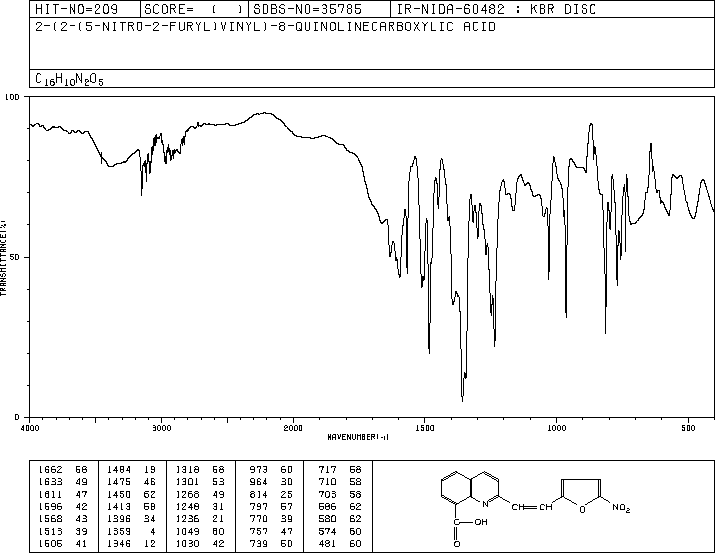 HIT-NO=209 SCORE= ( ) SDBS-NO=35785 IR-NIDA-60482 : KBR DISC
2-(2-(5-NITRO-2-FURYL)VINYL)-8-QUINOLINECARBOXYLIC ACID
C16H10N2O5
100
50
0
TRANSMITTANCE(%)
4000 3000 2000 1500 1000 500
WAVENUMBER(-1)
1662 58 1484 19 1318 58 973 60 717 58
1633 49 1475 46 1301 53 964 30 710 58
1611 47 1450 62 1268 49 814 25 703 58
1596 42 1413 58 1248 31 797 57 686 62
1568 43 1396 34 1236 21 770 39 580 62
1513 39 1359 4 1049 60 757 47 574 60
1506 41 1346 12 1030 42 739 50 481 60
N CH=CH O NO2
C-OH
O